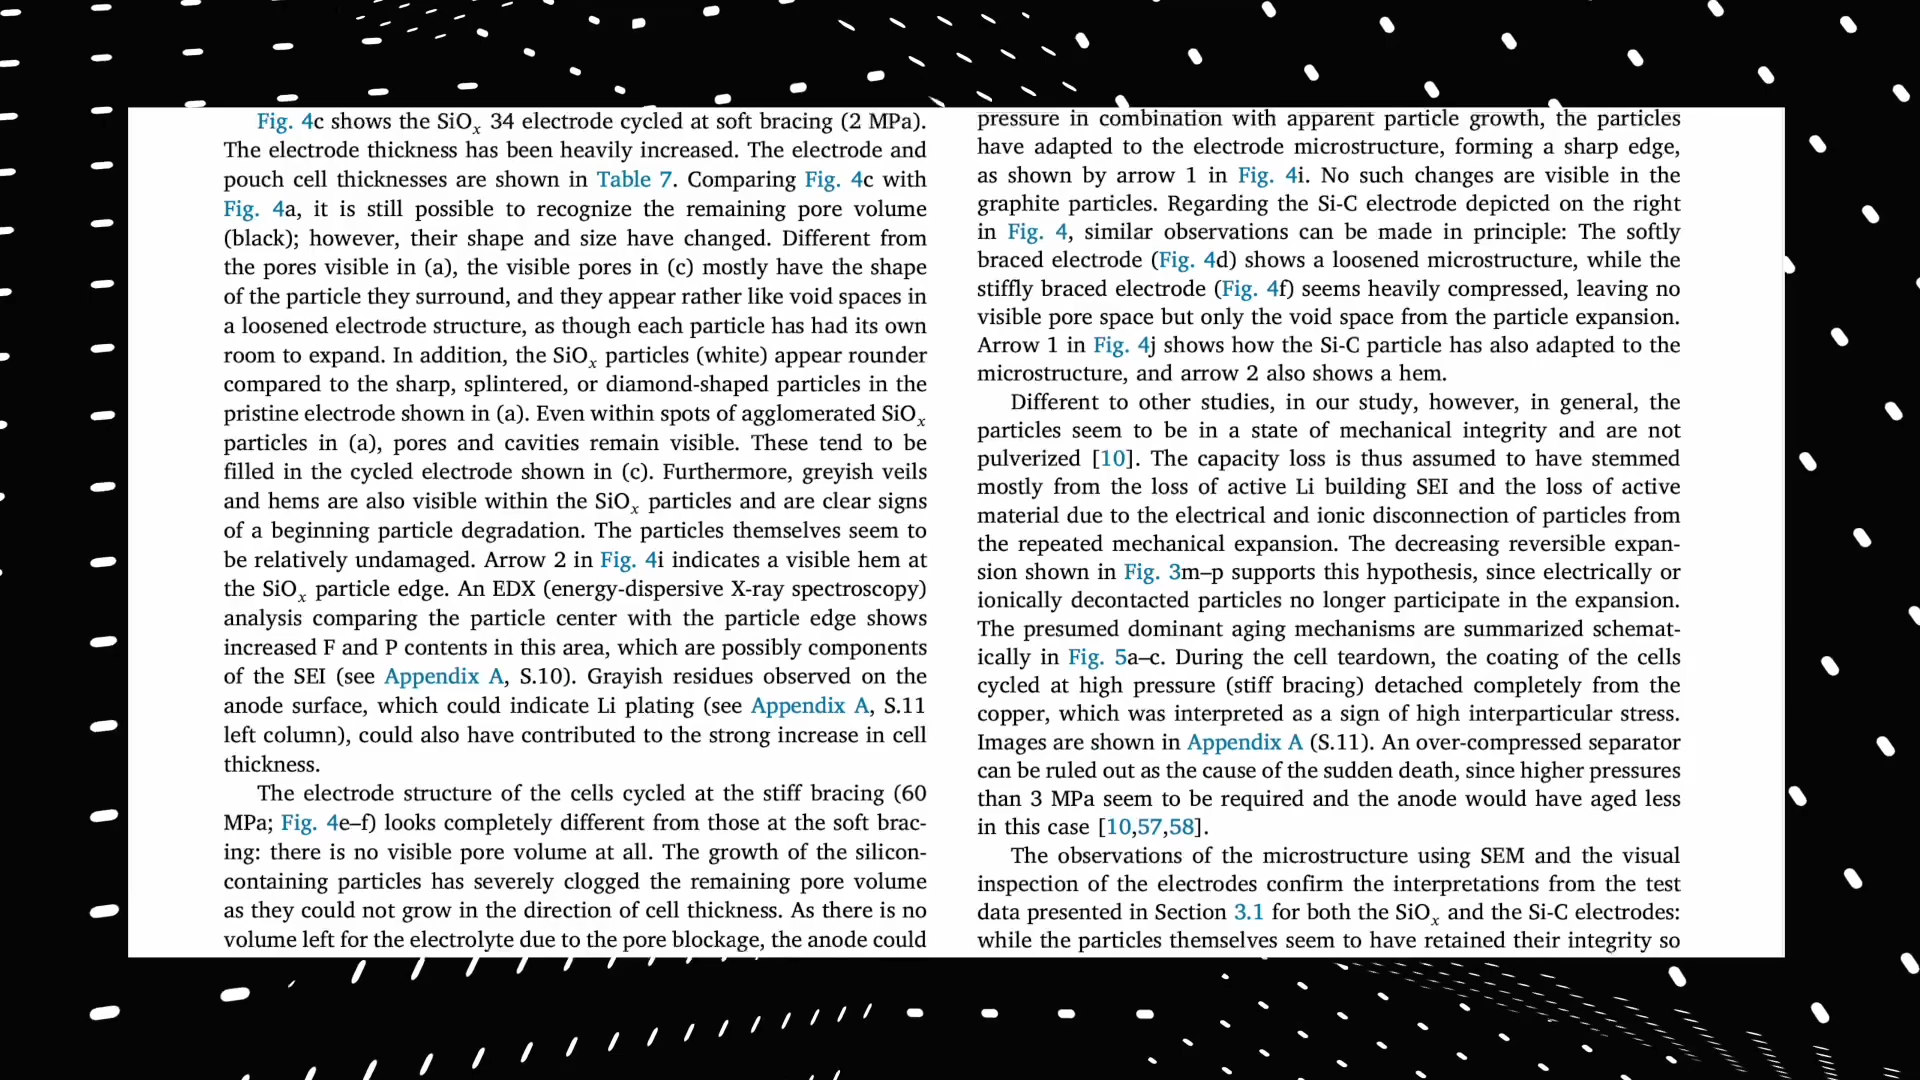 Fig. 4c shows the SiOx 34 electrode cycled at soft bracing (2 MPa).
The electrode thickness has been heavily increased. The electrode and
pouch cell thicknesses are shown in Table 7. Comparing Fig. 4c with
Fig. 4a, it is still possible to recognize the remaining pore volume
(black); however, their shape and size have changed. Different from
the pores visible in (a), the visible pores in (c) mostly have the shape
of the particle they surround, and they appear rather like void spaces in
a loosened electrode structure, as though each particle has had its own
room to expand. In addition, the SiOx particles (white) appear rounder
compared to the sharp, splintered, or diamond-shaped particles in the
pristine electrode shown in (a). Even within spots of agglomerated SiOx
particles in (a), pores and cavities remain visible. These tend to be
filled in the cycled electrode shown in (c). Furthermore, greyish veils
and hems are also visible within the SiOx particles and are clear signs
of a beginning particle degradation. The particles themselves seem to
be relatively undamaged. Arrow 2 in Fig. 4i indicates a visible hem at
the SiOx particle edge. An EDX (energy-dispersive X-ray spectroscopy)
analysis comparing the particle center with the particle edge shows
increased F and P contents in this area, which are possibly components
of the SEI (see Appendix A, S.10). Grayish residues observed on the
anode surface, which could indicate Li plating (see Appendix A, S.11
left column), could also have contributed to the strong increase in cell
thickness.
The electrode structure of the cells cycled at the stiff bracing (60
MPa; Fig. 4e–f) looks completely different from those at the soft brac-
ing: there is no visible pore volume at all. The growth of the silicon-
containing particles has severely clogged the remaining pore volume
as they could not grow in the direction of cell thickness. As there is no
volume left for the electrolyte due to the pore blockage, the anode could
pressure in combination with apparent particle growth, the particles
have adapted to the electrode microstructure, forming a sharp edge,
as shown by arrow 1 in Fig. 4i. No such changes are visible in the
graphite particles. Regarding the Si-C electrode depicted on the right
in Fig. 4, similar observations can be made in principle: The softly
braced electrode (Fig. 4d) shows a loosened microstructure, while the
stiffly braced electrode (Fig. 4f) seems heavily compressed, leaving no
visible pore space but only the void space from the particle expansion.
Arrow 1 in Fig. 4j shows how the Si-C particle has also adapted to the
microstructure, and arrow 2 also shows a hem.
Different to other studies, in our study, however, in general, the
particles seem to be in a state of mechanical integrity and are not
pulverized [10]. The capacity loss is thus assumed to have stemmed
mostly from the loss of active Li building SEI and the loss of active
material due to the electrical and ionic disconnection of particles from
the repeated mechanical expansion. The decreasing reversible expan-
sion shown in Fig. 3m–p supports this hypothesis, since electrically or
ionically decontacted particles no longer participate in the expansion.
The presumed dominant aging mechanisms are summarized schemat-
ically in Fig. 5a–c. During the cell teardown, the coating of the cells
cycled at high pressure (stiff bracing) detached completely from the
copper, which was interpreted as a sign of high interparticular stress.
Images are shown in Appendix A (S.11). An over-compressed separator
can be ruled out as the cause of the sudden death, since higher pressures
than 3 MPa seem to be required and the anode would have aged less
in this case [10,57,58].
The observations of the microstructure using SEM and the visual
inspection of the electrodes confirm the interpretations from the test
data presented in Section 3.1 for both the SiOx and the Si-C electrodes:
while the particles themselves seem to have retained their integrity so